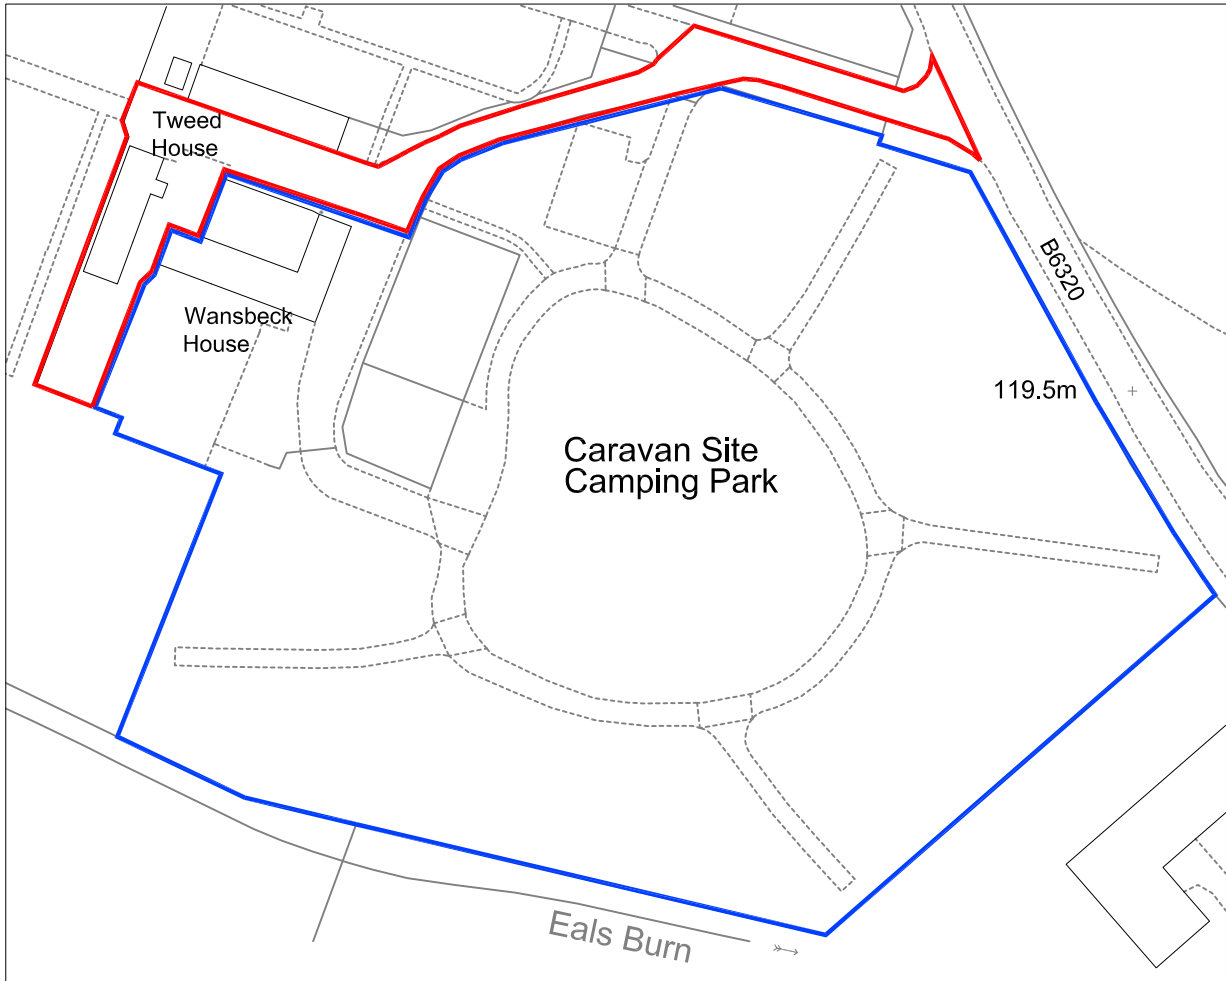 Tweed
House
B6320
Wansbeck
House
119.5m
Caravan Site
Camping Park
Eals Burn